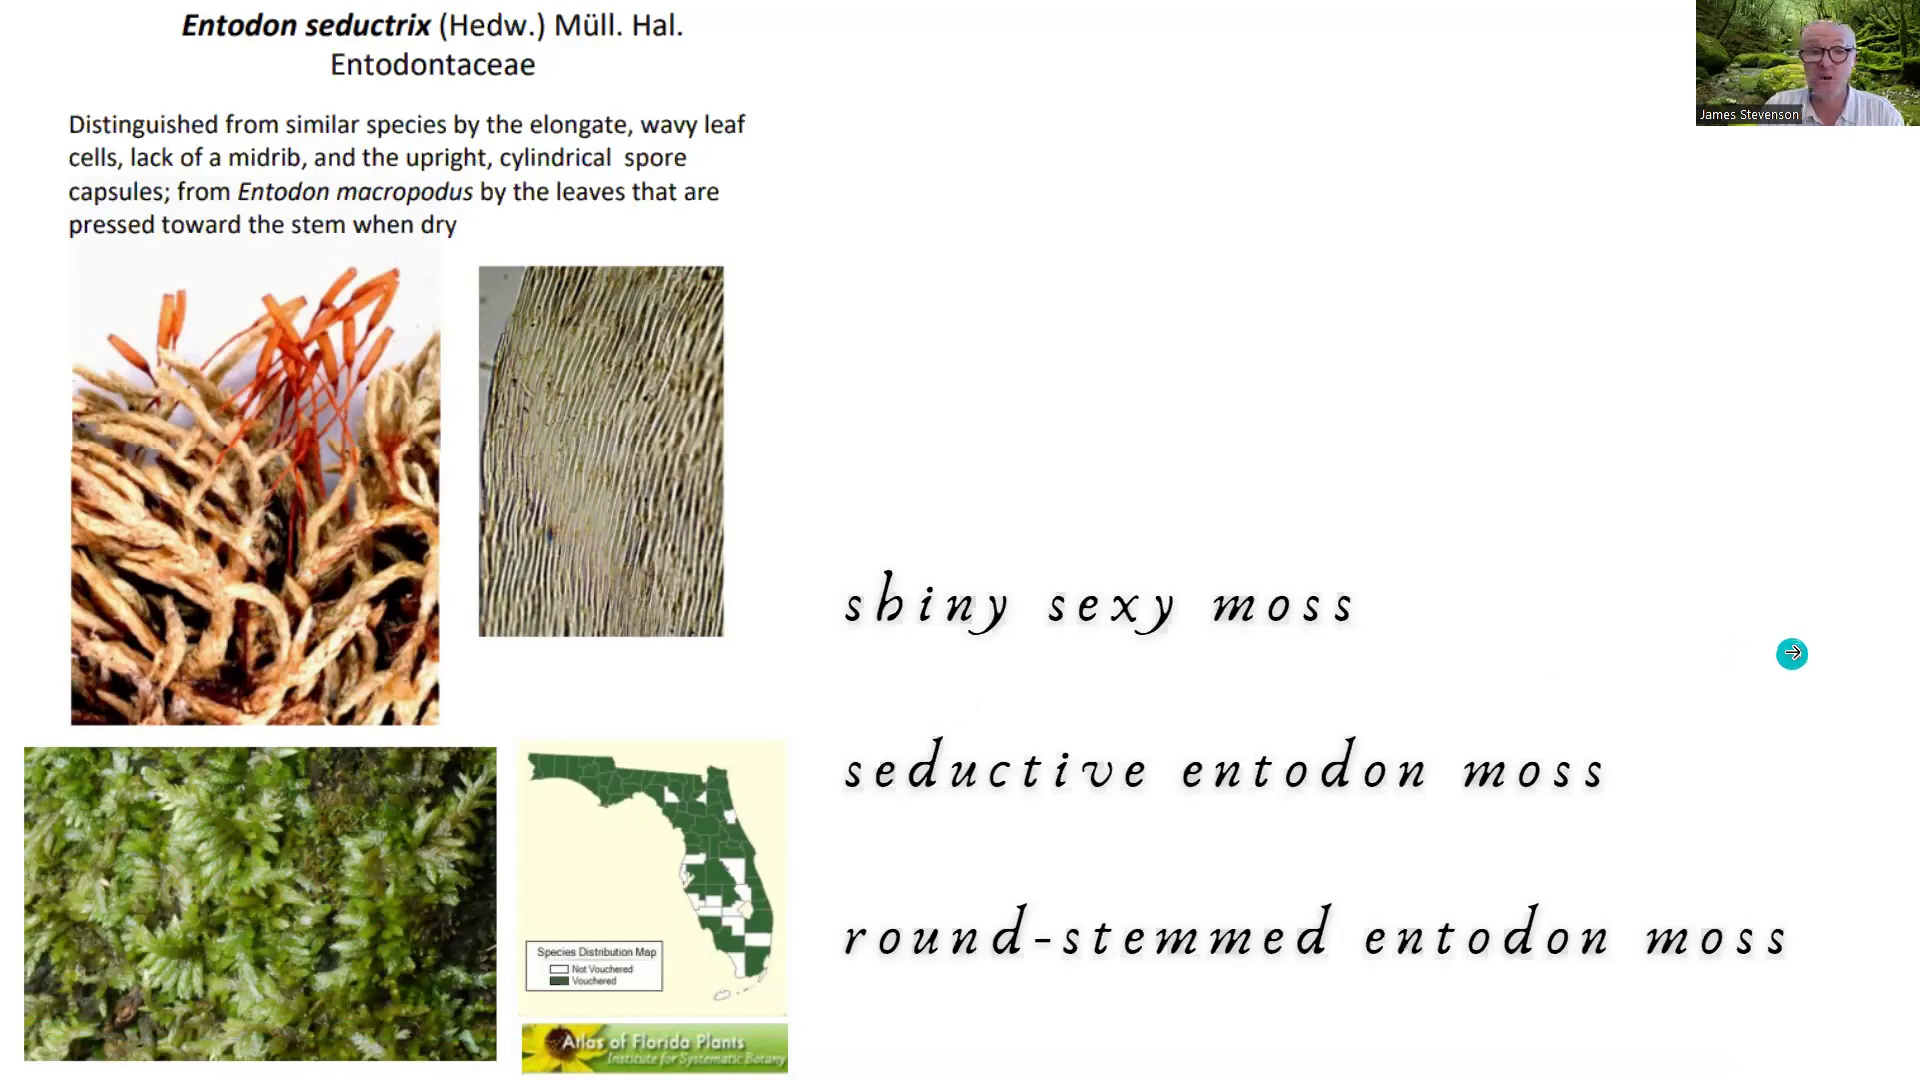 Entodon seductrix (Hedw.) Müll. Hal.
Entodontaceae
Distinguished from similar species by the elongate, wavy leaf
cells, lack of a midrib, and the upright, cylindrical spore
capsules; from Entodon macropodus by the leaves that are
pressed toward the stem when dry
James Stevenson
shiny sexy moss
seductive entodon moss
round-stemmed entodon moss
Species Distribution Map
Not Vouchered
Vouchered
Atlas of Florida Plants
Institute for Systematic Botany